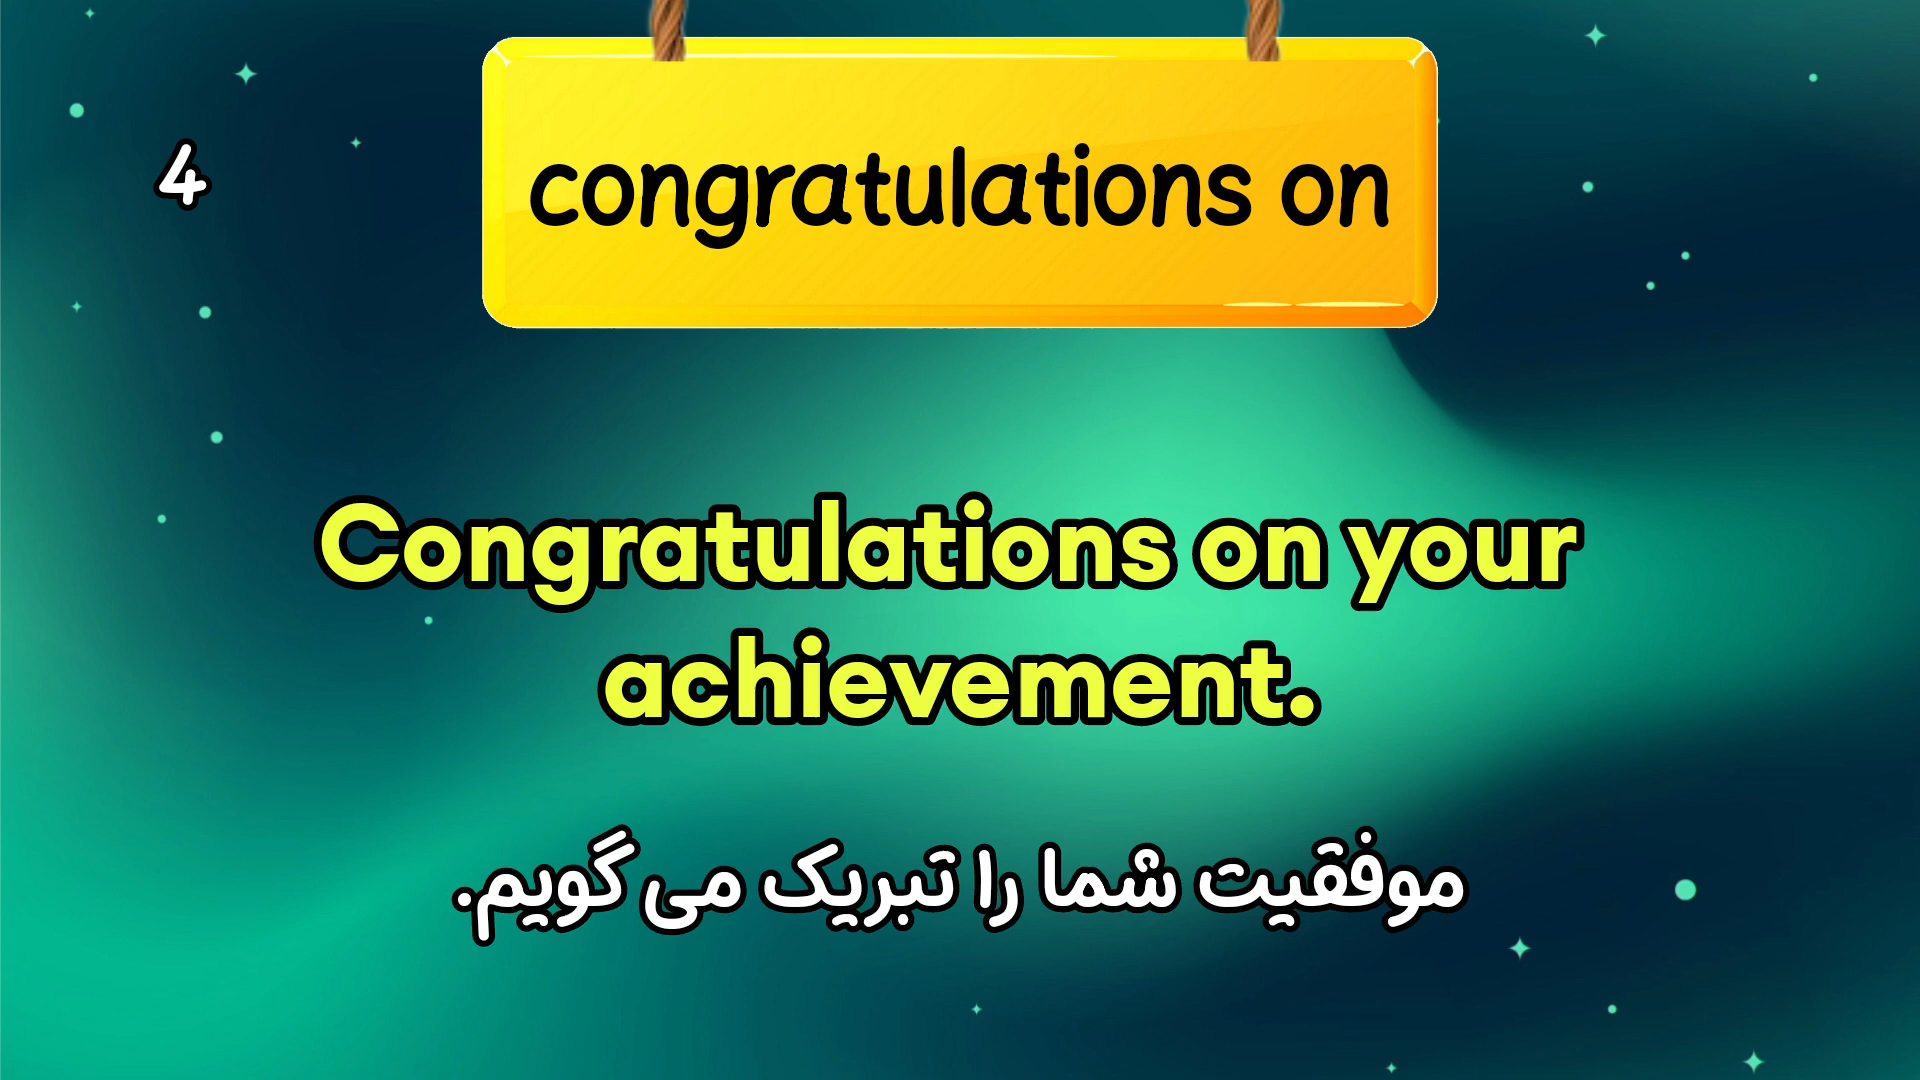 4
congratulations on
Congratulations on your
achievement.
موفقیت شما را تبریک می گویم.